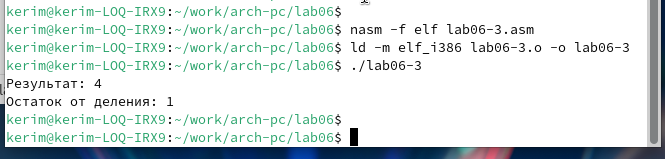 kerim@kerim-LOQ-IRX9:~/work/arch-pc/lab06$
kerim@kerim-LOQ-IRX9:~/work/arch-pc/lab06$ nasm -f elf lab06-3.asm
kerim@kerim-LOQ-IRX9:~/work/arch-pc/lab06$ ld -m elf_i386 lab06-3.o -o lab06-3
kerim@kerim-LOQ-IRX9:~/work/arch-pc/lab06$ ./lab06-3
Результат: 4
Остаток от деления: 1
kerim@kerim-LOQ-IRX9:~/work/arch-pc/lab06$
kerim@kerim-LOQ-IRX9:~/work/arch-pc/lab06$